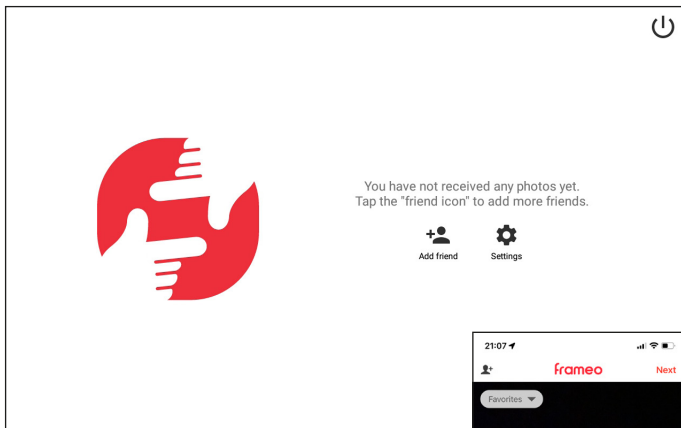 You have not received any photos yet.
Tap the "friend icon" to add more friends.
Add friend
Settings
21:07
frameo
Next
Favorites